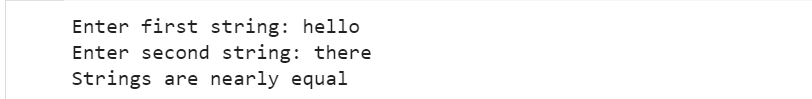 Enter first string: hello
Enter second string: there
Strings are nearly equal